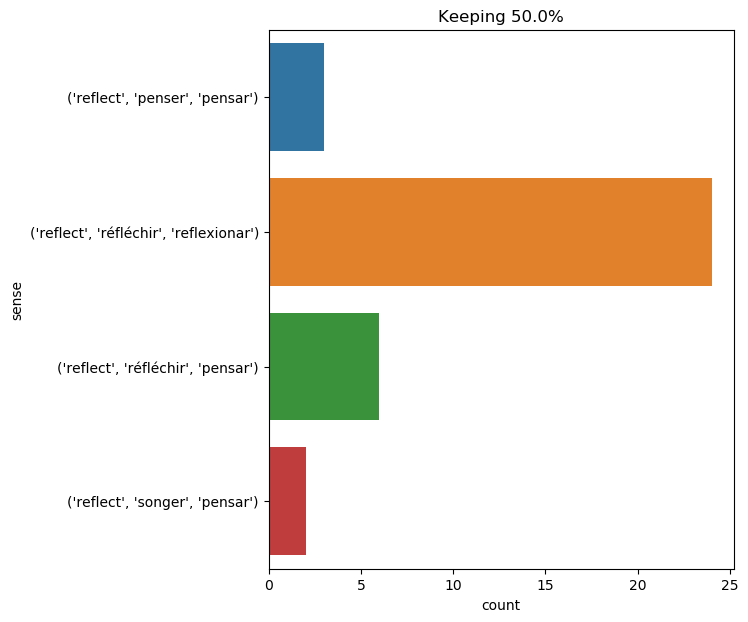 Keeping 50.0%
('reflect', 'penser', 'pensar')
('reflect', 'réfléchir', 'reflexionar')
('reflect', 'réfléchir', 'pensar')
('reflect', 'songer', 'pensar')
sense
0 5 10 15 20 25
count